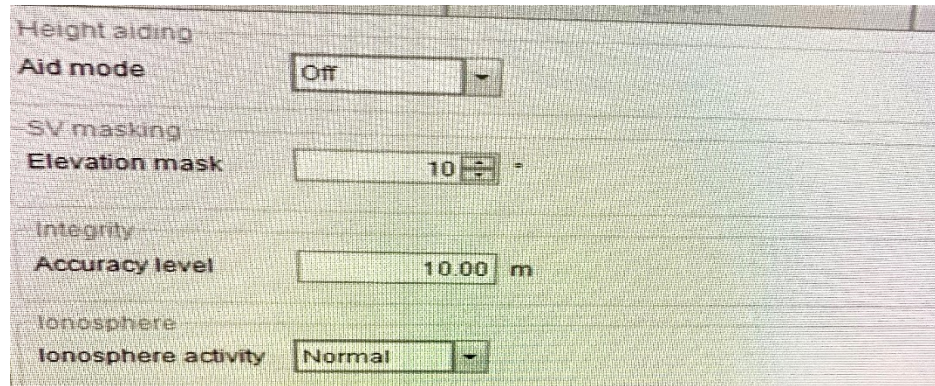 Height aiding
Aid mode Off
SV masking
Elevation mask 10 °
Integrity
Accuracy level 10.00 m
Ionosphere
Ionosphere activity Normal